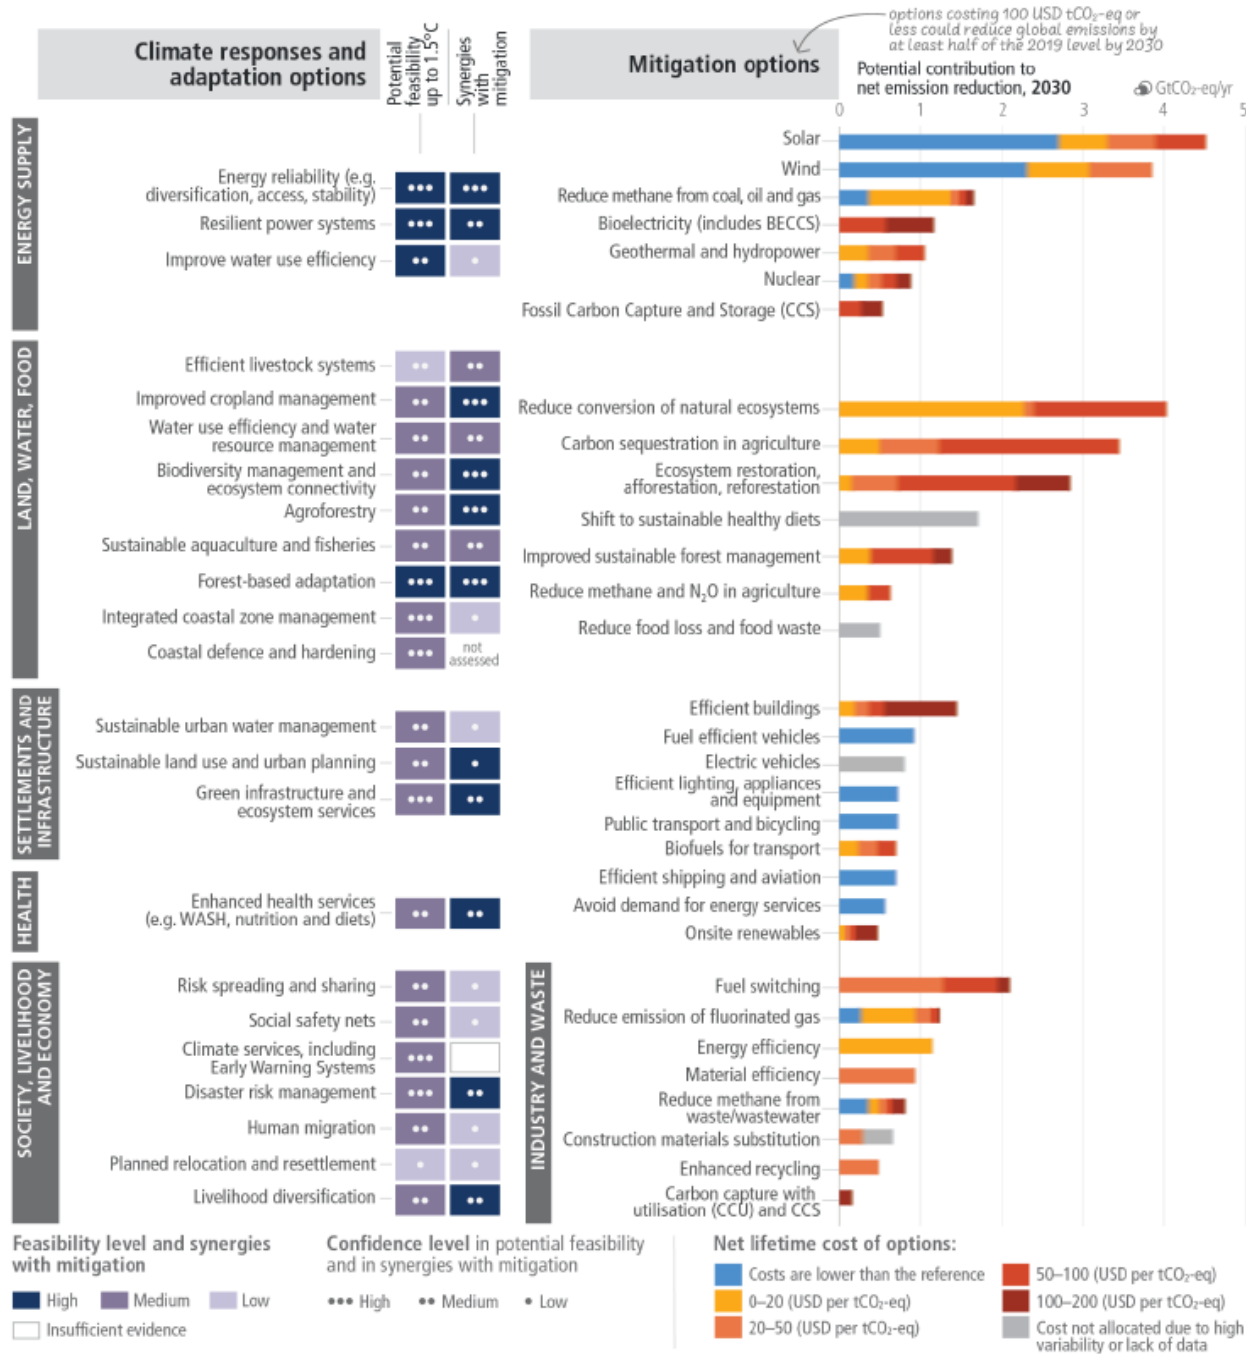 options costing 100 USD tCO₂-eq or
less could reduce global emissions by
at least half of the 2019 level by 2030
Climate responses and
adaptation options
Potential
feasibility
up to 1.5°C
Synergies
with
mitigation
Mitigation options
Potential contribution to
net emission reduction, 2030
GtCO₂-eq/yr
0 1 2 3 4 5
ENERGY SUPPLY
Energy reliability (e.g.
diversification, access, stability)
Resilient power systems
Improve water use efficiency
Solar
Wind
Reduce methane from coal, oil and gas
Bioelectricity (includes BECCS)
Geothermal and hydropower
Nuclear
Fossil Carbon Capture and Storage (CCS)
LAND, WATER, FOOD
Efficient livestock systems
Improved cropland management
Water use efficiency and water
resource management
Biodiversity management and
ecosystem connectivity
Agroforestry
Sustainable aquaculture and fisheries
Forest-based adaptation
Integrated coastal zone management
Coastal defence and hardening
not
assessed
Reduce conversion of natural ecosystems
Carbon sequestration in agriculture
Ecosystem restoration,
afforestation, reforestation
Shift to sustainable healthy diets
Improved sustainable forest management
Reduce methane and N₂O in agriculture
Reduce food loss and food waste
SETTLEMENTS AND
INFRASTRUCTURE
Sustainable urban water management
Sustainable land use and urban planning
Green infrastructure and
ecosystem services
Efficient buildings
Fuel efficient vehicles
Electric vehicles
Efficient lighting, appliances
and equipment
Public transport and bicycling
Biofuels for transport
Efficient shipping and aviation
Avoid demand for energy services
Onsite renewables
HEALTH
Enhanced health services
(e.g. WASH, nutrition and diets)
SOCIETY, LIVELIHOOD
AND ECONOMY
Risk spreading and sharing
Social safety nets
Climate services, including
Early Warning Systems
Disaster risk management
Human migration
Planned relocation and resettlement
Livelihood diversification
INDUSTRY AND WASTE
Fuel switching
Reduce emission of fluorinated gas
Energy efficiency
Material efficiency
Reduce methane from
waste/wastewater
Construction materials substitution
Enhanced recycling
Carbon capture with
utilisation (CCU) and CCS
0 1 2 3 4 5
Feasibility level and synergies
with mitigation
High
Medium
Low
Insufficient evidence
Confidence level in potential feasibility
and in synergies with mitigation
••• High
•• Medium
• Low
Net lifetime cost of options:
Costs are lower than the reference
0–20 (USD per tCO₂-eq)
20–50 (USD per tCO₂-eq)
50–100 (USD per tCO₂-eq)
100–200 (USD per tCO₂-eq)
Cost not allocated due to high
variability or lack of data